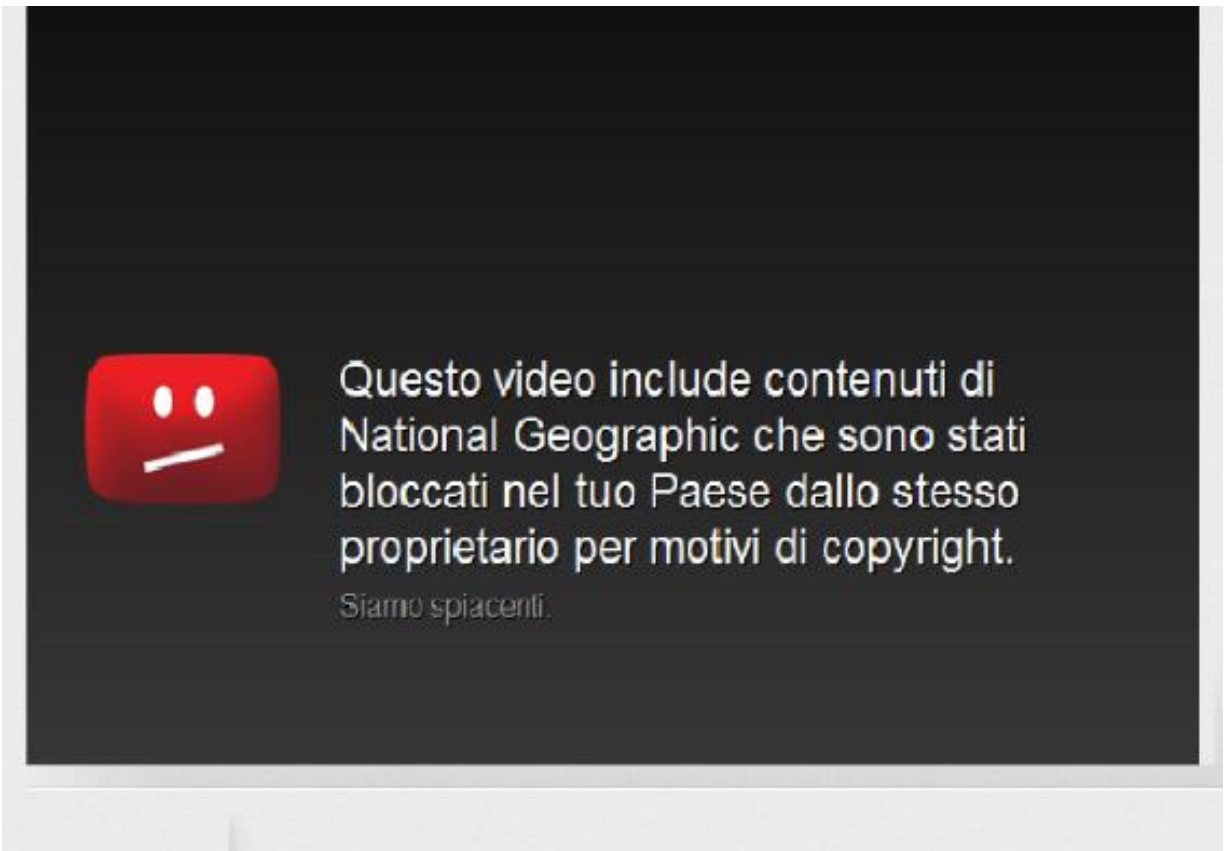 Questo video include contenuti di
National Geographic che sono stati
bloccati nel tuo Paese dallo stesso
proprietario per motivi di copyright.
Siamo spiacenti.